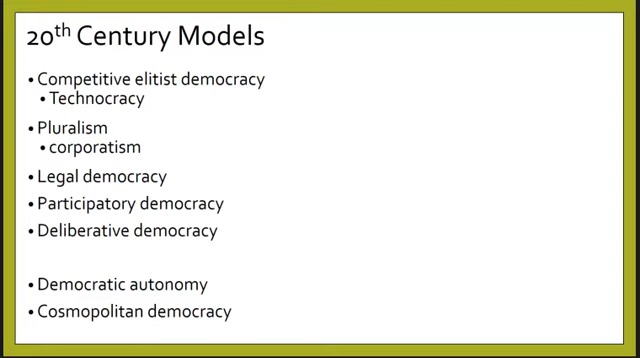 20th Century Models
• Competitive elitist democracy
• Technocracy
• Pluralism
• corporatism
• Legal democracy
• Participatory democracy
• Deliberative democracy
• Democratic autonomy
• Cosmopolitan democracy